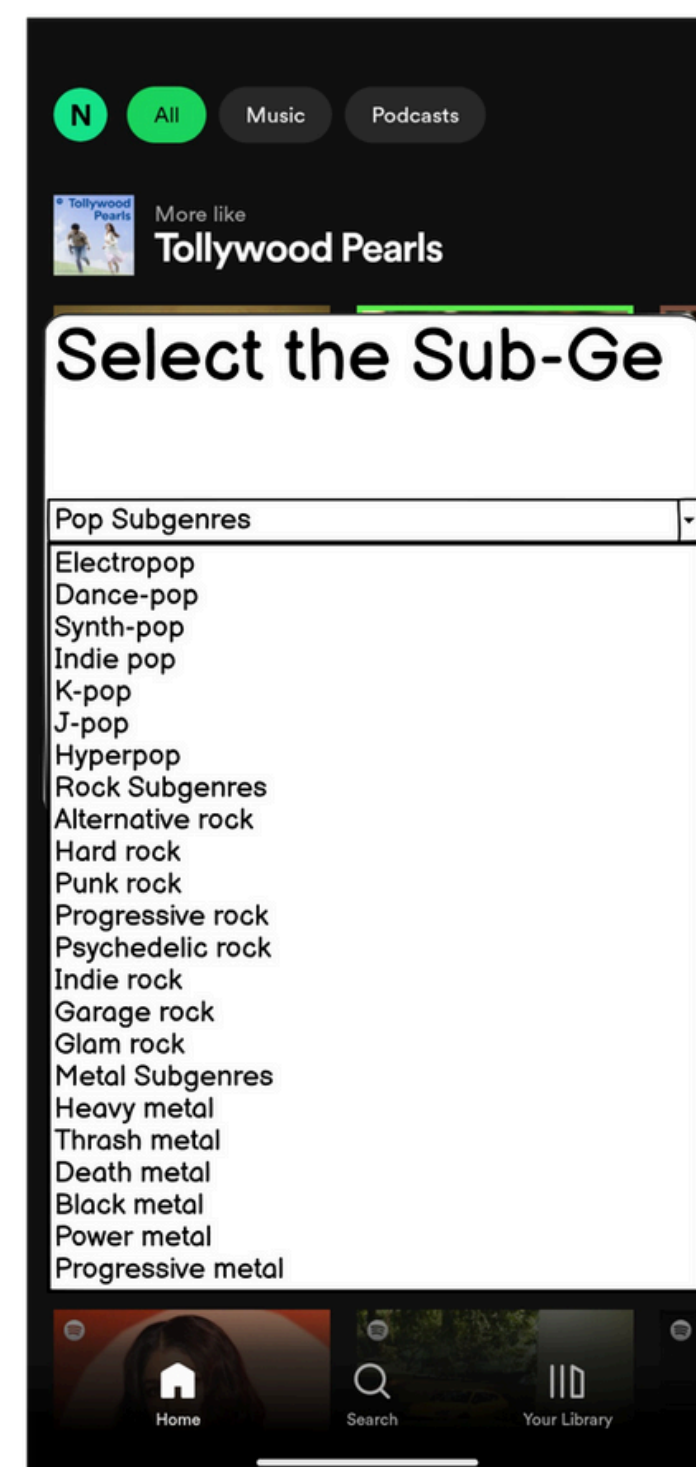 N All Music Podcasts
Tollywood
Pearls
More like
Tollywood Pearls
Select the Sub-Ge
Pop Subgenres
Electropop
Dance-pop
Synth-pop
Indie pop
K-pop
J-pop
Hyperpop
Rock Subgenres
Alternative rock
Hard rock
Punk rock
Progressive rock
Psychedelic rock
Indie rock
Garage rock
Glam rock
Metal Subgenres
Heavy metal
Thrash metal
Death metal
Black metal
Power metal
Progressive metal
Home Search Your Library